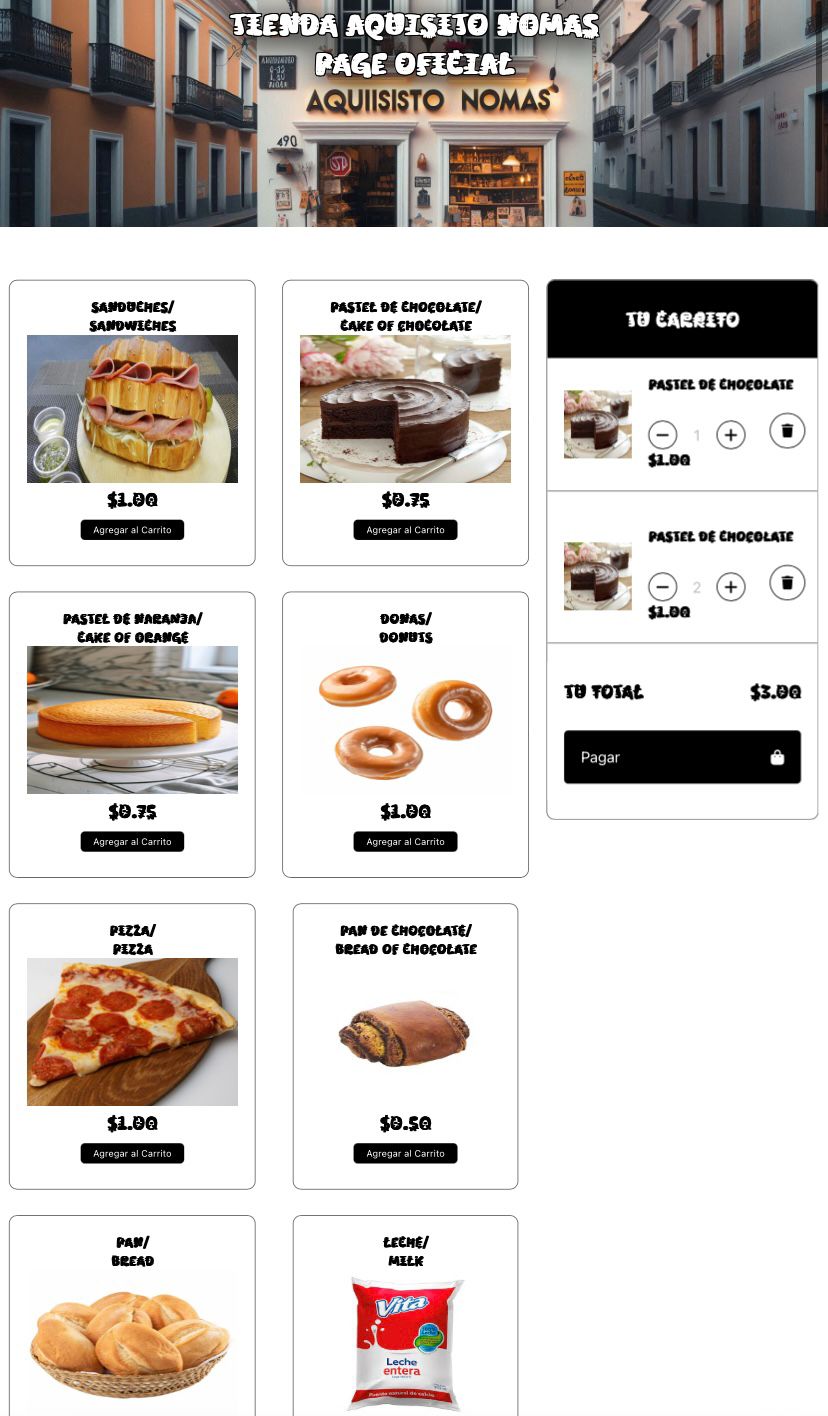 TIENDA AQUISITO NOMAS
PAGE OFICIAL
AQUIISISTO NOMAS
490
SANDUCHES/
SANDWICHES
$1.00
Agregar al Carrito
PASTEL DE CHOCOLATE/
CAKE OF CHOCOLATE
$0.75
Agregar al Carrito
TU CARRITO
PASTEL DE CHOCOLATE
1
$1.00
PASTEL DE CHOCOLATE
2
$1.00
TU TOTAL $3.00
Pagar
PASTEL DE NARANJA/
CAKE OF ORANGE
$0.75
Agregar al Carrito
DONAS/
DONUTS
$1.00
Agregar al Carrito
PIZZA/
PIZZA
$1.00
Agregar al Carrito
PAN DE CHOCOLATE/
BREAD OF CHOCOLATE
$0.50
Agregar al Carrito
PAN/
BREAD
LECHE/
MILK
Vita
Leche
entera